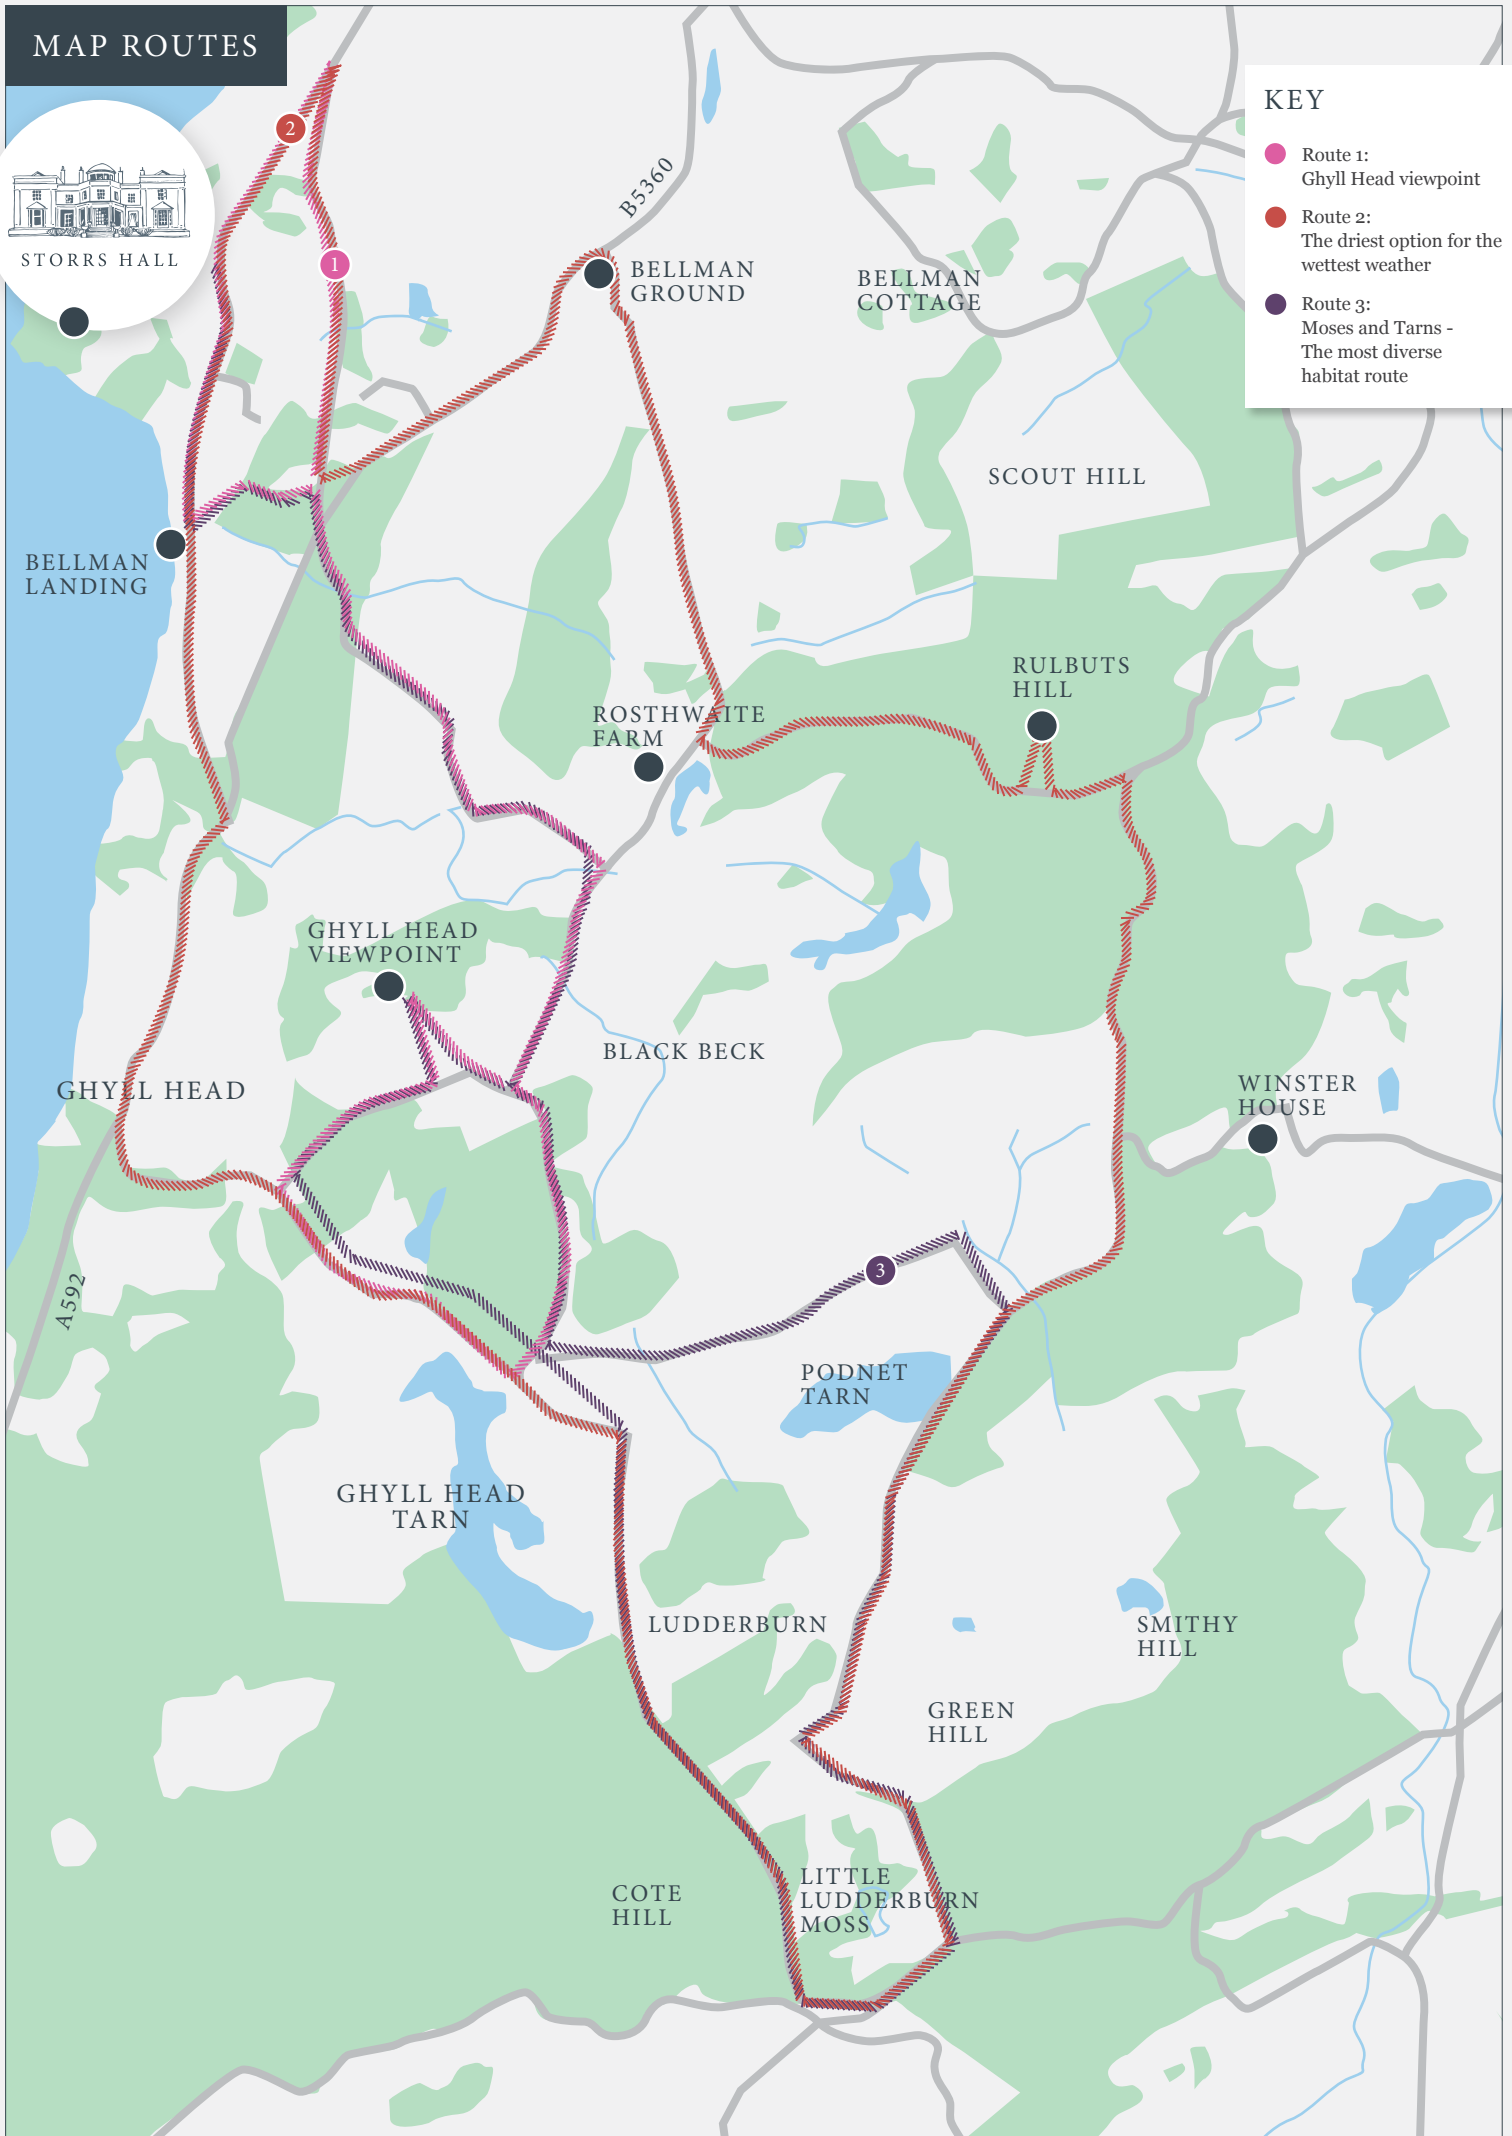 MAP ROUTES
STORRS HALL
KEY
Route 1:
Ghyll Head viewpoint
Route 2:
The driest option for the
wettest weather
Route 3:
Moses and Tarns -
The most diverse
habitat route
2
1
B5360
BELLMAN
GROUND
BELLMAN
COTTAGE
SCOUT HILL
BELLMAN
LANDING
RULBUTS
HILL
ROSTHWAITE
FARM
GHYLL HEAD
VIEWPOINT
BLACK BECK
GHYLL HEAD
WINSTER
HOUSE
A592
3
PODNET
TARN
GHYLL HEAD
TARN
LUDDERBURN
SMITHY
HILL
GREEN
HILL
LITTLE
LUDDERBURN
MOSS
COTE
HILL